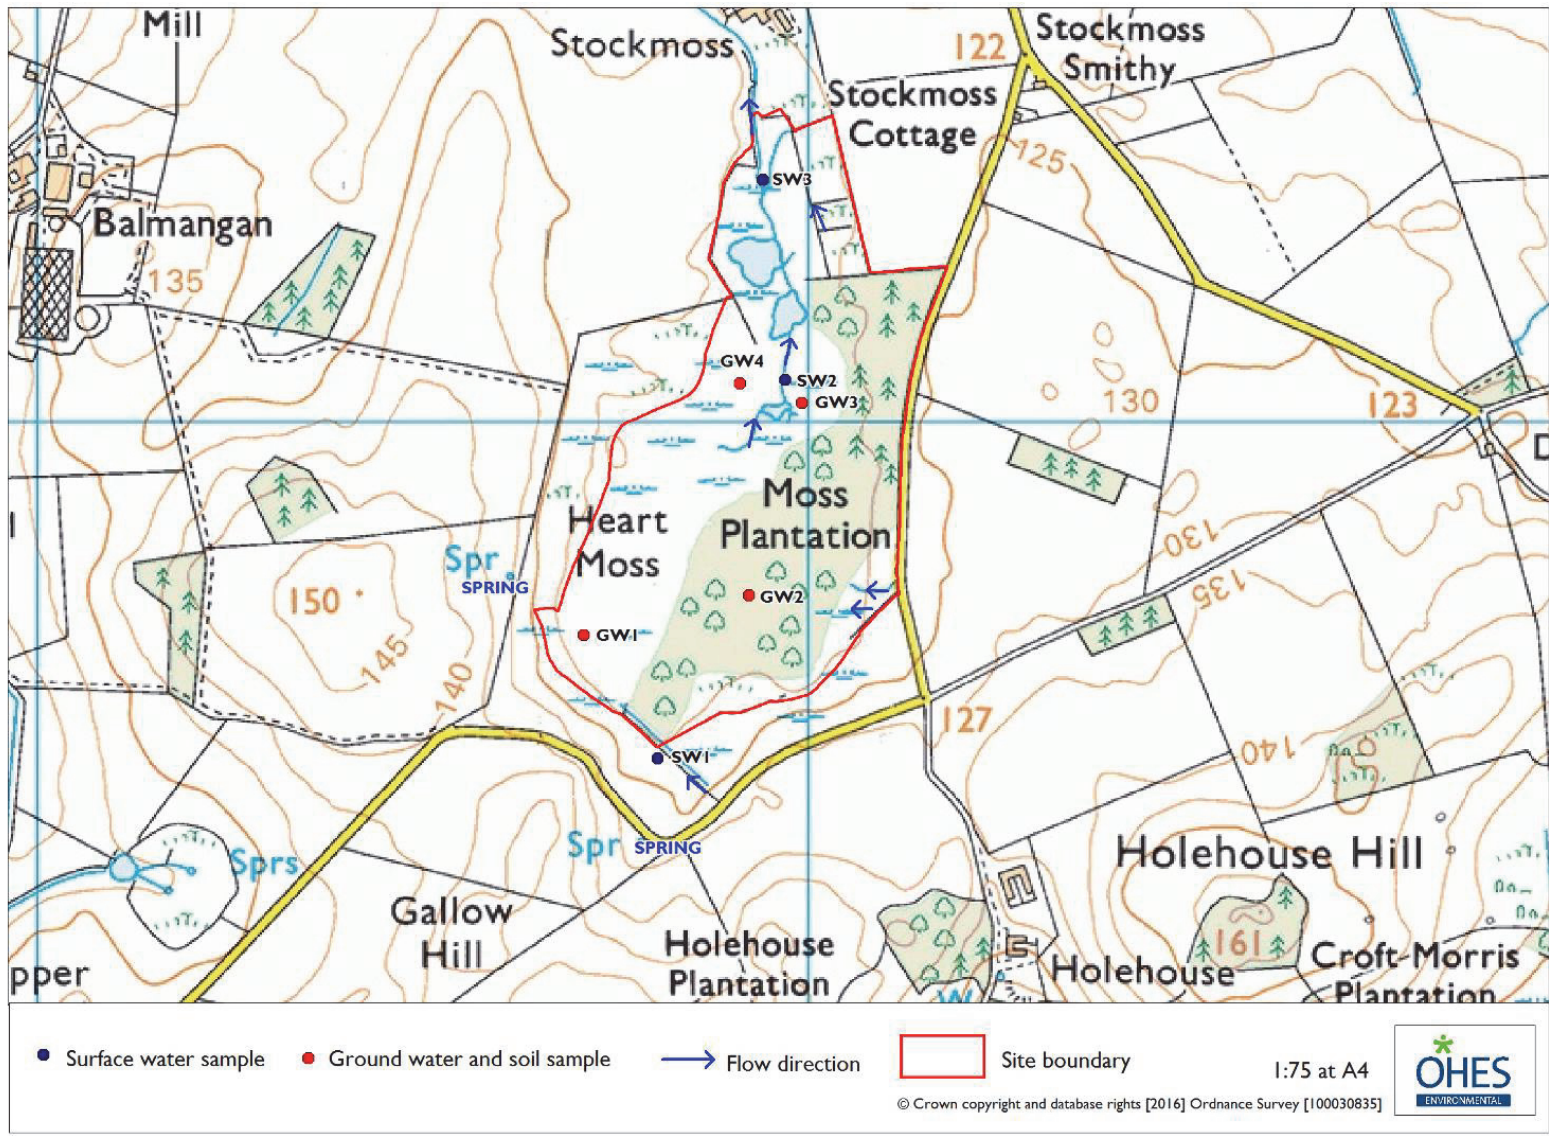 Mill
Stockmoss
122
Stockmoss
Smithy
Stockmoss
Cottage
125
SW3
Balmangan
135
GW4
SW2
GW3
130
123
D
Moss
Plantation
Heart
Moss
130
Spr
SPRING
150
GW2
135
GW1
145
140
127
SW1
140
Spr
SPRING
Sprs
Holehouse Hill
Gallow
Hill
161
Holehouse
Plantation
Holehouse
Croft-Morris
Plantation
pper
W
Surface water sample
Ground water and soil sample
Flow direction
Site boundary
1:75 at A4
© Crown copyright and database rights [2016] Ordnance Survey [100030835]
OHES
ENVIRONMENTAL